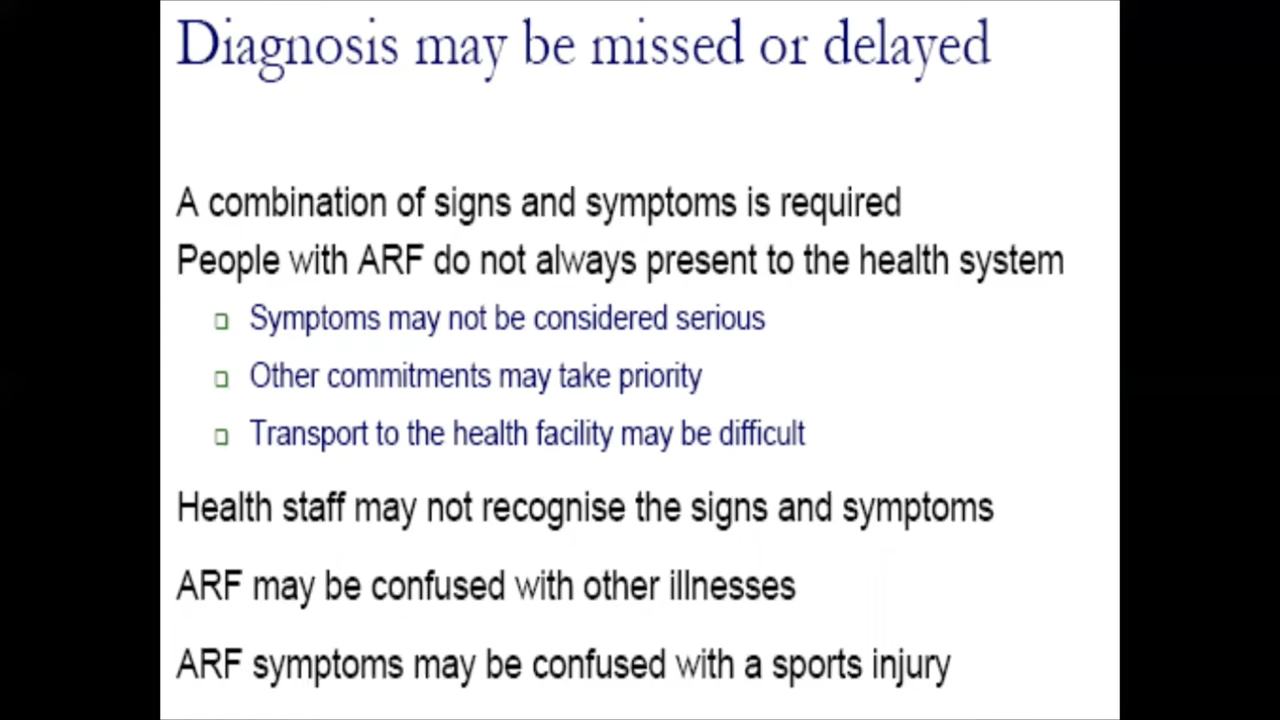 Diagnosis may be missed or delayed
A combination of signs and symptoms is required
People with ARF do not always present to the health system
Symptoms may not be considered serious
Other commitments may take priority
Transport to the health facility may be difficult
Health staff may not recognise the signs and symptoms
ARF may be confused with other illnesses
ARF symptoms may be confused with a sports injury